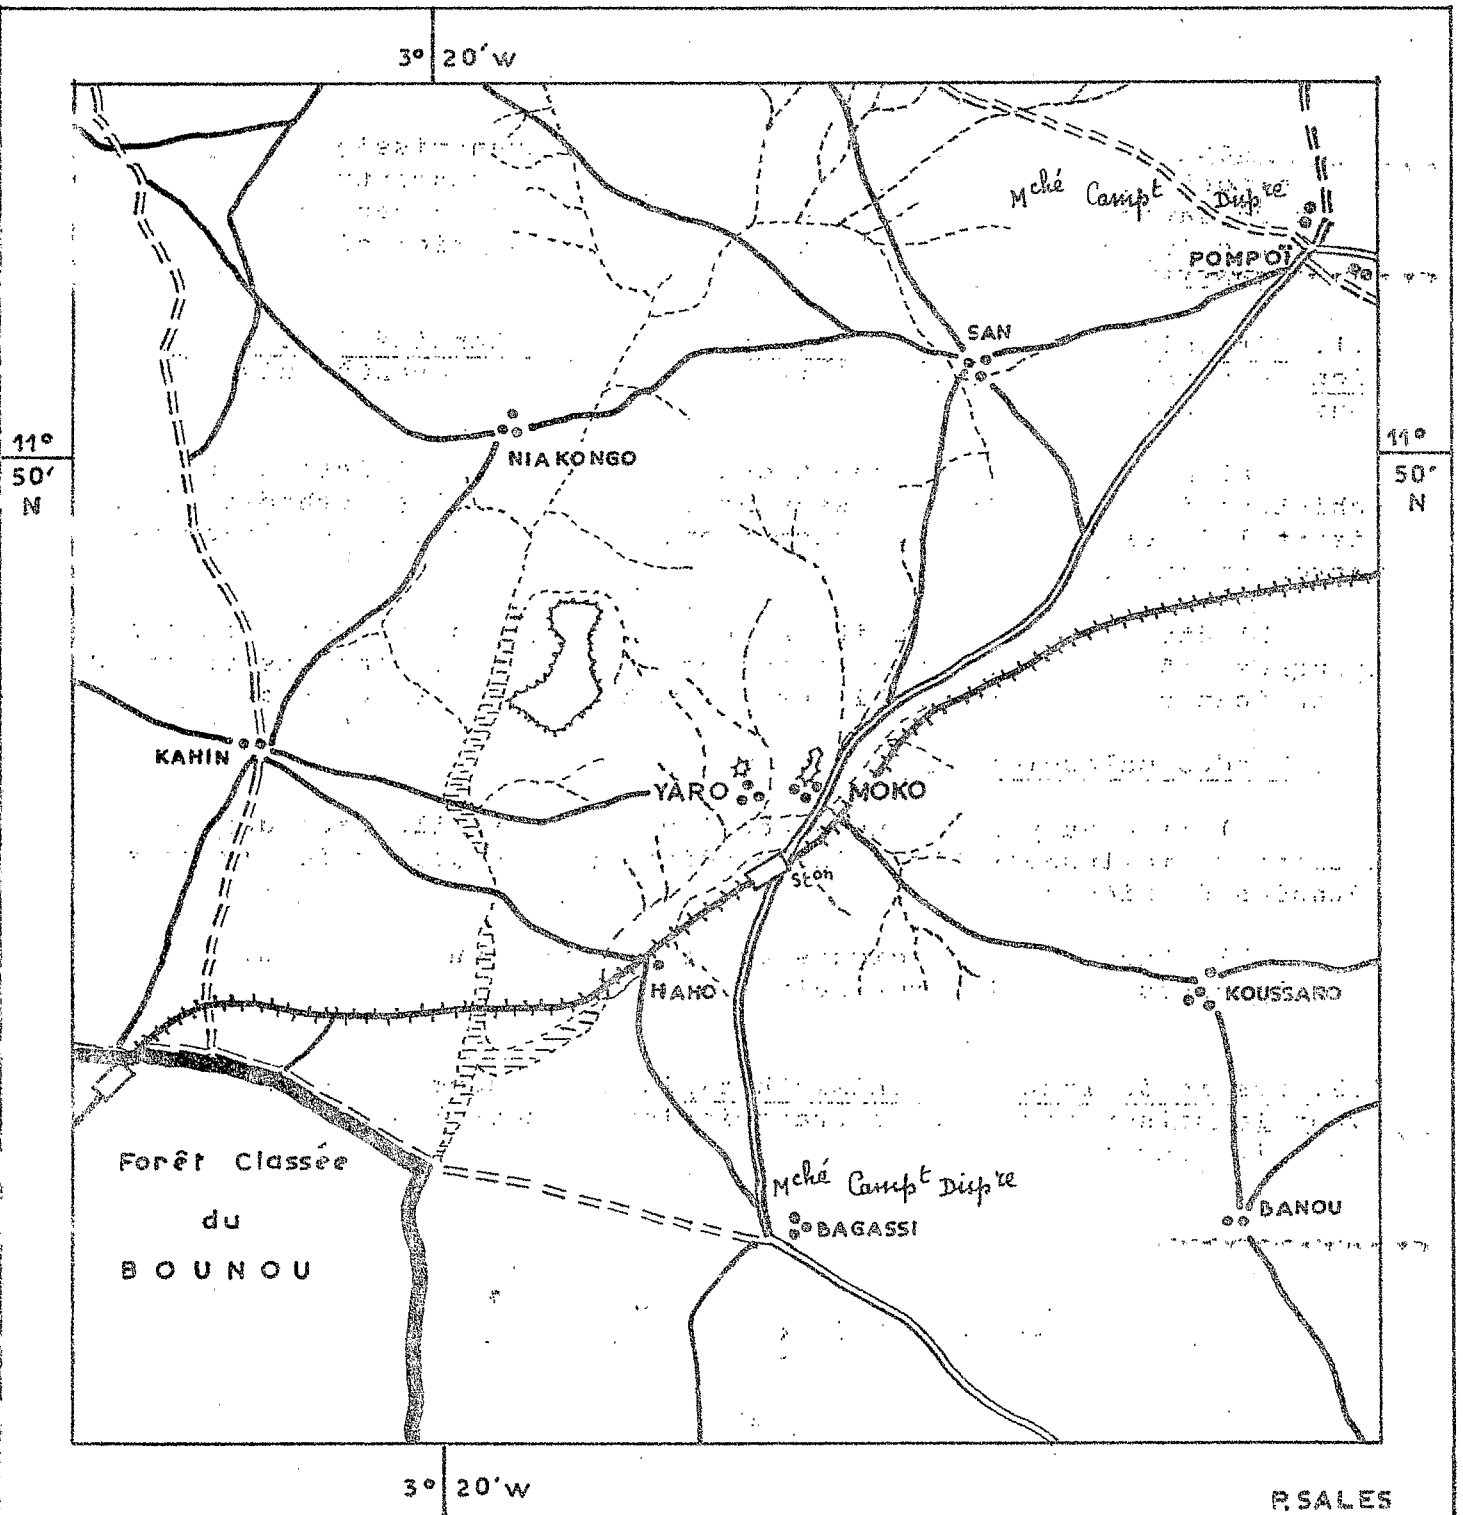 3° 20' W
Mché Campt Dispre
POMPOÏ
SAN
11° 50' N
11° 50' N
NIAKONGO
KAHIN
YARO
MOKO
Ston
HAHO
KOUSSARO
Forêt Classée
du
BOUNOU
Mché Campt Dispre
BAGASSI
BANOU
3° 20' W
P. SALES